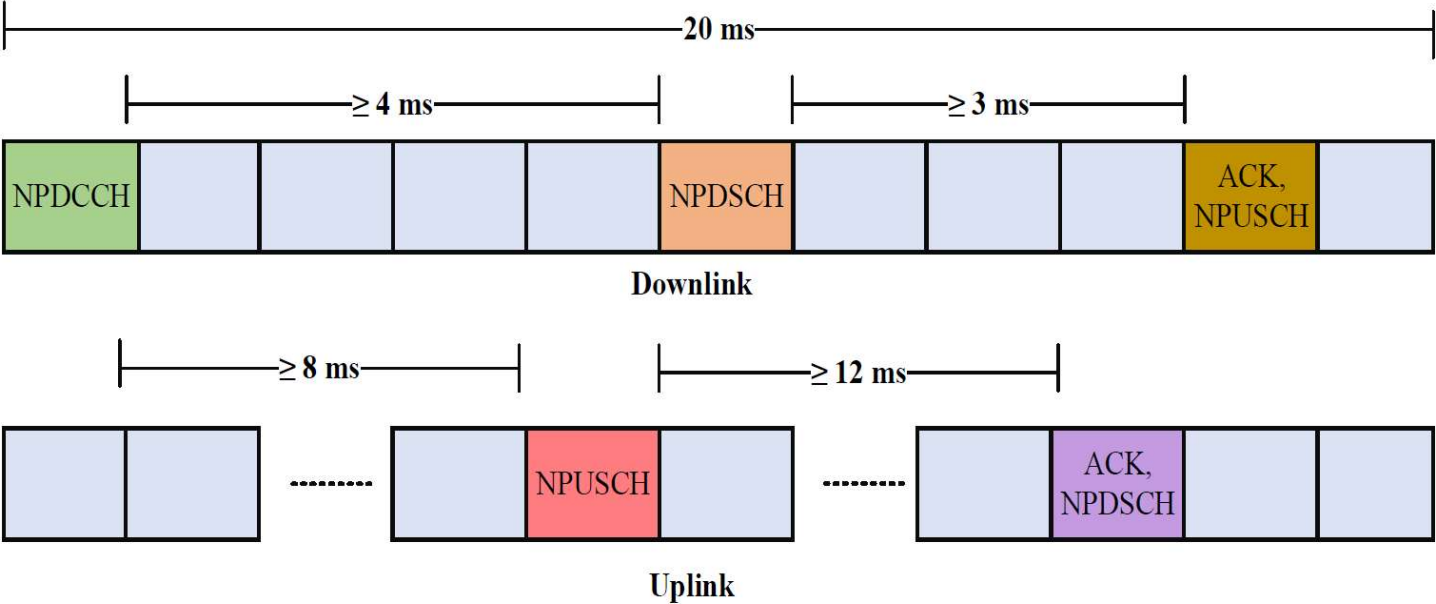 20 ms
≥ 4 ms
≥ 3 ms
NPDCCH
NPDSCH
ACK,
NPUSCH
Downlink
≥ 8 ms
≥ 12 ms
NPUSCH
ACK,
NPDSCH
Uplink